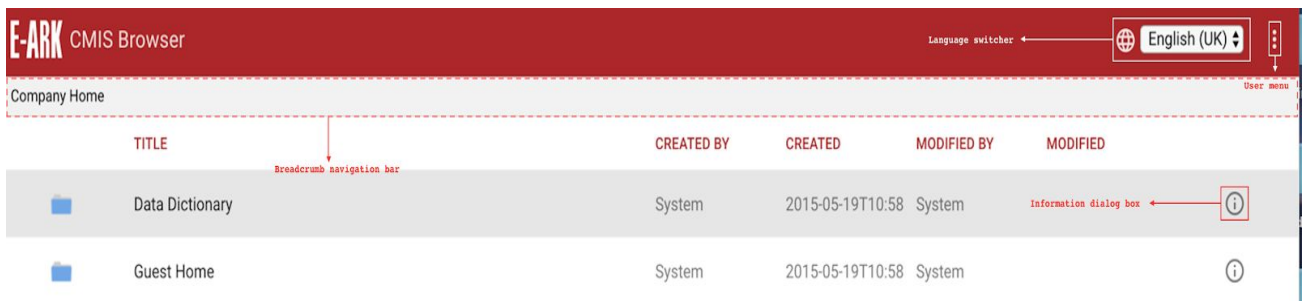 E-ARK CMIS Browser Language switcher English (UK)
User menu
Company Home
TITLE CREATED BY CREATED MODIFIED BY MODIFIED
Breadcrumb navigation bar
Data Dictionary System 2015-05-19T10:58 System Information dialog box
Guest Home System 2015-05-19T10:58 System